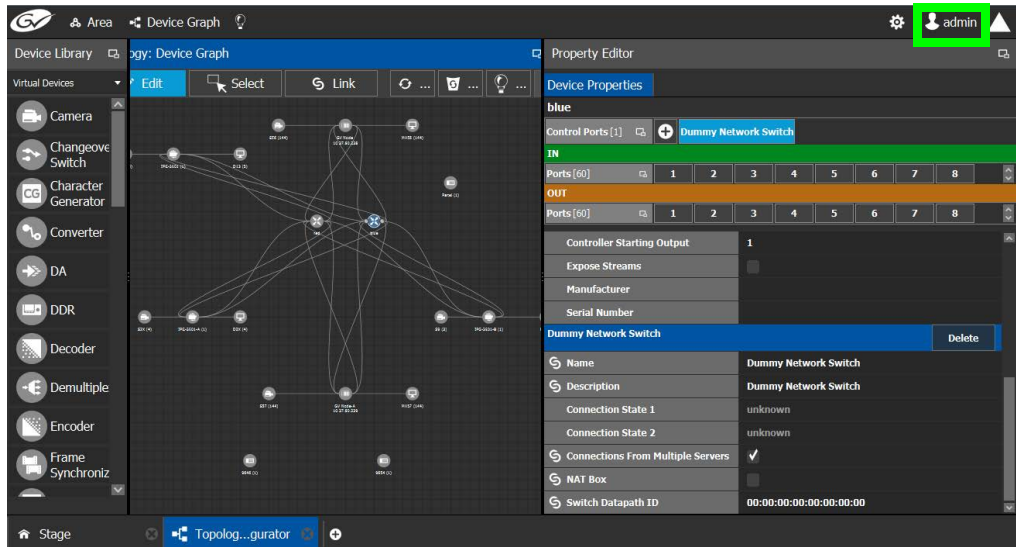 GV Area Device Graph admin
Device Library
ogy: Device Graph
Property Editor
Virtual Devices
Edit Select Link ... ... ...
Device Properties
blue
Camera
Changeove
Switch
Character
Generator
CG
Converter
DA
DDR
Decoder
Demultiple
Encoder
Frame
Synchroniz
Control Ports [1] Dummy Network Switch
IN
Ports [60] 1 2 3 4 5 6 7 8
OUT
Ports [60] 1 2 3 4 5 6 7 8
Controller Starting Output 1
Expose Streams
Manufacturer
Serial Number
Dummy Network Switch Delete
Name Dummy Network Switch
Description Dummy Network Switch
Connection State 1 unknown
Connection State 2 unknown
Connections From Multiple Servers
NAT Box
Switch Datapath ID 00:00:00:00:00:00:00:00
Stage Topolog...gurator